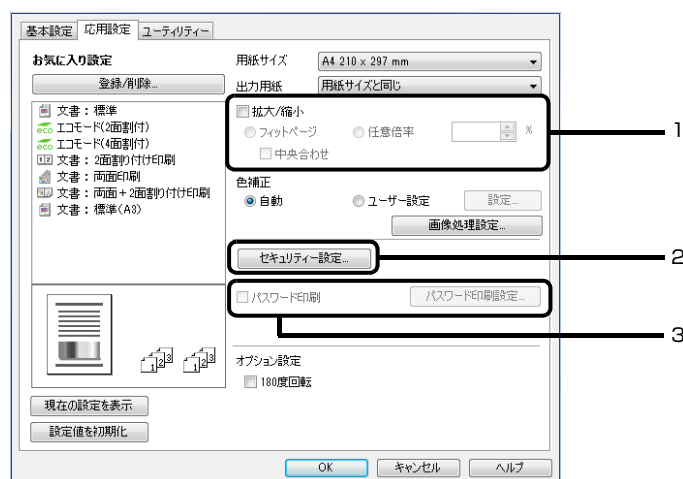 基本設定 応用設定 ユーティリティー
お気に入り設定
登録/削除...
文書：標準
eco エコモード(2面割付)
eco エコモード(4面割付)
文書：2面割り付け印刷
文書：両面印刷
文書：両面＋2面割り付け印刷
文書：標準(A3)
1 2 3 1 2 3
現在の設定を表示
設定値を初期化
用紙サイズ A4 210 x 297 mm
出力用紙 用紙サイズと同じ
拡大/縮小
フィットページ 任意倍率 %
中央合わせ
1
色補正
自動 ユーザー設定 設定...
画像処理設定...
セキュリティー設定...
2
パスワード印刷 パスワード印刷設定...
3
オプション設定
180度回転
OK キャンセル ヘルプ